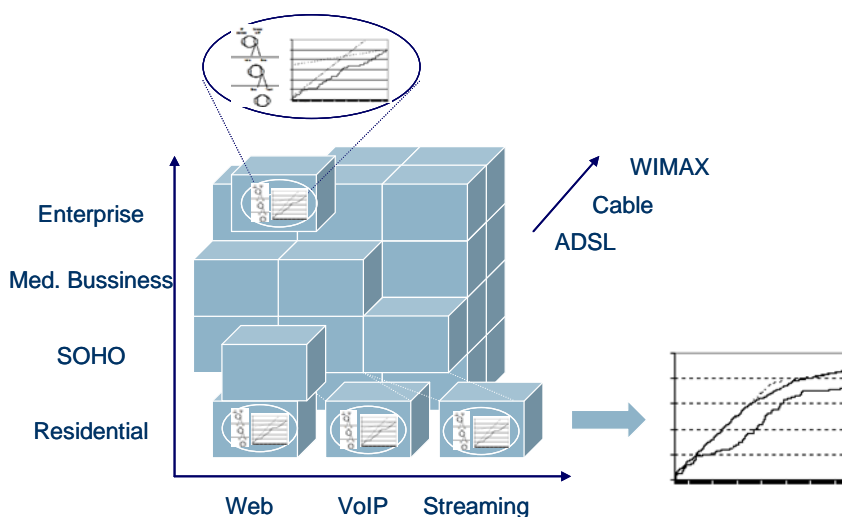 WIMAX
Cable
ADSL
Enterprise
Med. Bussiness
SOHO
Residential
Web
VoIP
Streaming